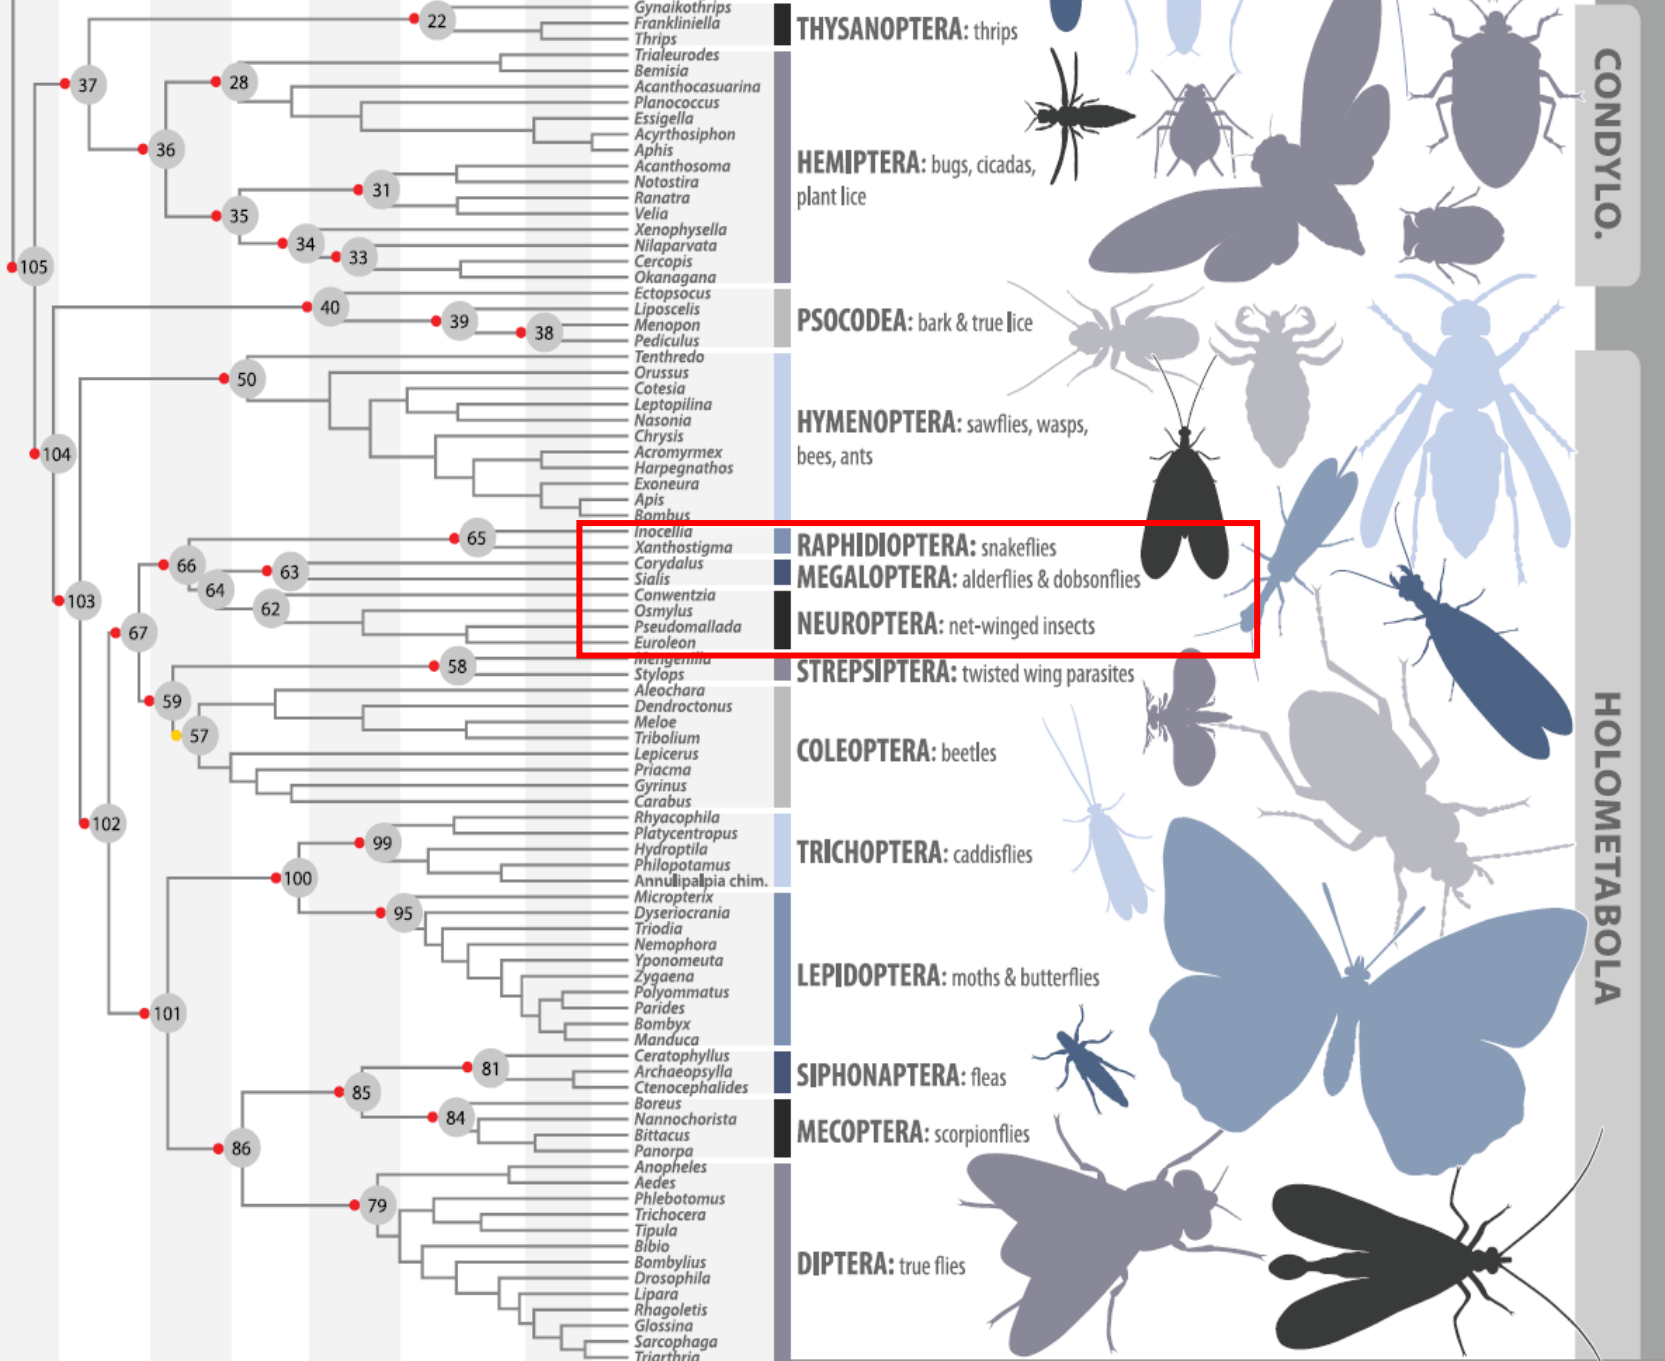 Gynaikothrips
Frankliniella
Thrips
Trialeurodes
Bemisia
Acanthocasuarina
Planococcus
Essigella
Acyrthosiphon
Aphis
Acanthosoma
Notostira
Ranatra
Velia
Xenophysella
Nilaparvata
Cercopis
Okanagana
Ectopsocus
Liposcelis
Menopon
Pediculus
Tenthredo
Orussus
Cotesia
Leptopilina
Nasonia
Chrysis
Acromyrmex
Harpegnathos
Exoneura
Apis
Bombus
Inocellia
Xanthostigma
Corydalus
Sialis
Conwentzia
Osmylus
Pseudomallada
Euroleon
Mengenilla
Stylops
Aleochara
Dendroctonus
Meloe
Tribolium
Lepicerus
Priacma
Gyrinus
Carabus
Rhyacophila
Platycentropus
Hydroptila
Philopotamus
Annulipalpia chim.
Micropterix
Dyseriocrania
Triodia
Nemophora
Yponomeuta
Zygaena
Polyommatus
Parides
Bombyx
Manduca
Ceratophyllus
Archaeopsylla
Ctenocephalides
Boreus
Nannochorista
Bittacus
Panorpa
Anopheles
Aedes
Phlebotomus
Trichocera
Tipula
Bibio
Bombylius
Drosophila
Lipara
Rhagoletis
Glossina
Sarcophaga
Triarthria
22
37
28
36
31
35
34
33
105
40
39
38
50
104
65
66
63
64
62
103
67
58
59
57
102
99
100
95
101
81
85
84
86
79
THYSANOPTERA: thrips
HEMIPTERA: bugs, cicadas,
plant lice
PSOCODEA: bark & true lice
HYMENOPTERA: sawflies, wasps,
bees, ants
RAPHIDIOPTERA: snakeflies
MEGALOPTERA: alderflies & dobsonflies
NEUROPTERA: net-winged insects
STREPSIPTERA: twisted wing parasites
COLEOPTERA: beetles
TRICHOPTERA: caddisflies
LEPIDOPTERA: moths & butterflies
SIPHONAPTERA: fleas
MECOPTERA: scorpionflies
DIPTERA: true flies
CONDYLO.
HOLOMETABOLA